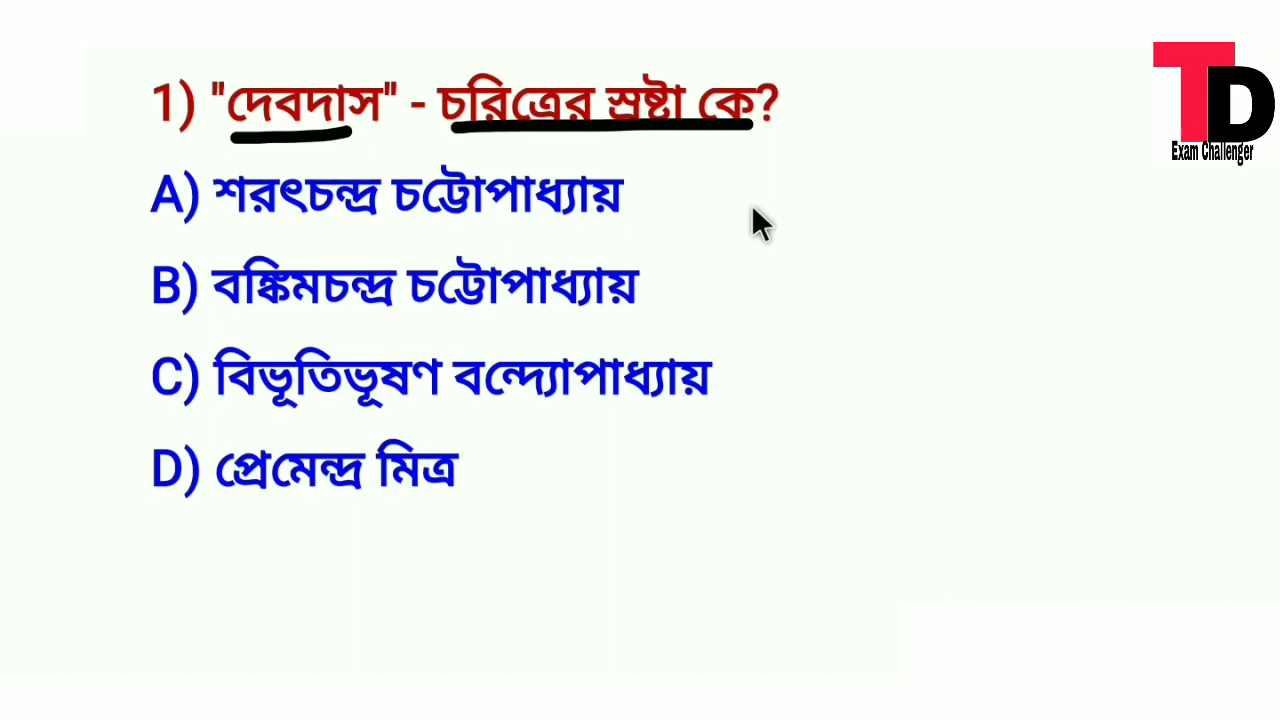 1) "দেবদাস" - চরিত্রের স্রষ্টা কে?
A) শরৎচন্দ্র চট্টোপাধ্যায়
B) বঙ্কিমচন্দ্র চট্টোপাধ্যায়
C) বিভূতিভূষণ বন্দ্যোপাধ্যায়
D) প্রেমেন্দ্র মিত্র
TD
Exam Challenger